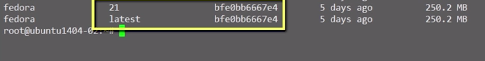 fedora 21 bfe0bb6667e4 5 days ago 250.2 MB
fedora latest bfe0bb6667e4 5 days ago 250.2 MB
root@ubuntu1404-02:~#